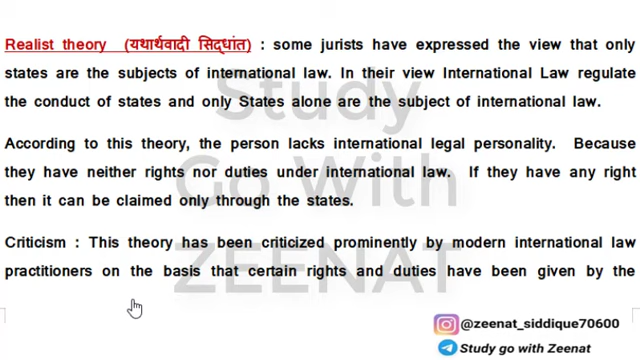 Realist theory (यथार्थवादी सिद्धांत) : some jurists have expressed the view that only
states are the subjects of international law. In their view International Law regulate
the conduct of states and only States alone are the subject of international law.
According to this theory, the person lacks international legal personality. Because
they have neither rights nor duties under international law. If they have any right
then it can be claimed only through the states.
Criticism : This theory has been criticized prominently by modern international law
practitioners on the basis that certain rights and duties have been given by the
Study
Go With
ZEENAT
@zeenat_siddique70600
Study go with Zeenat